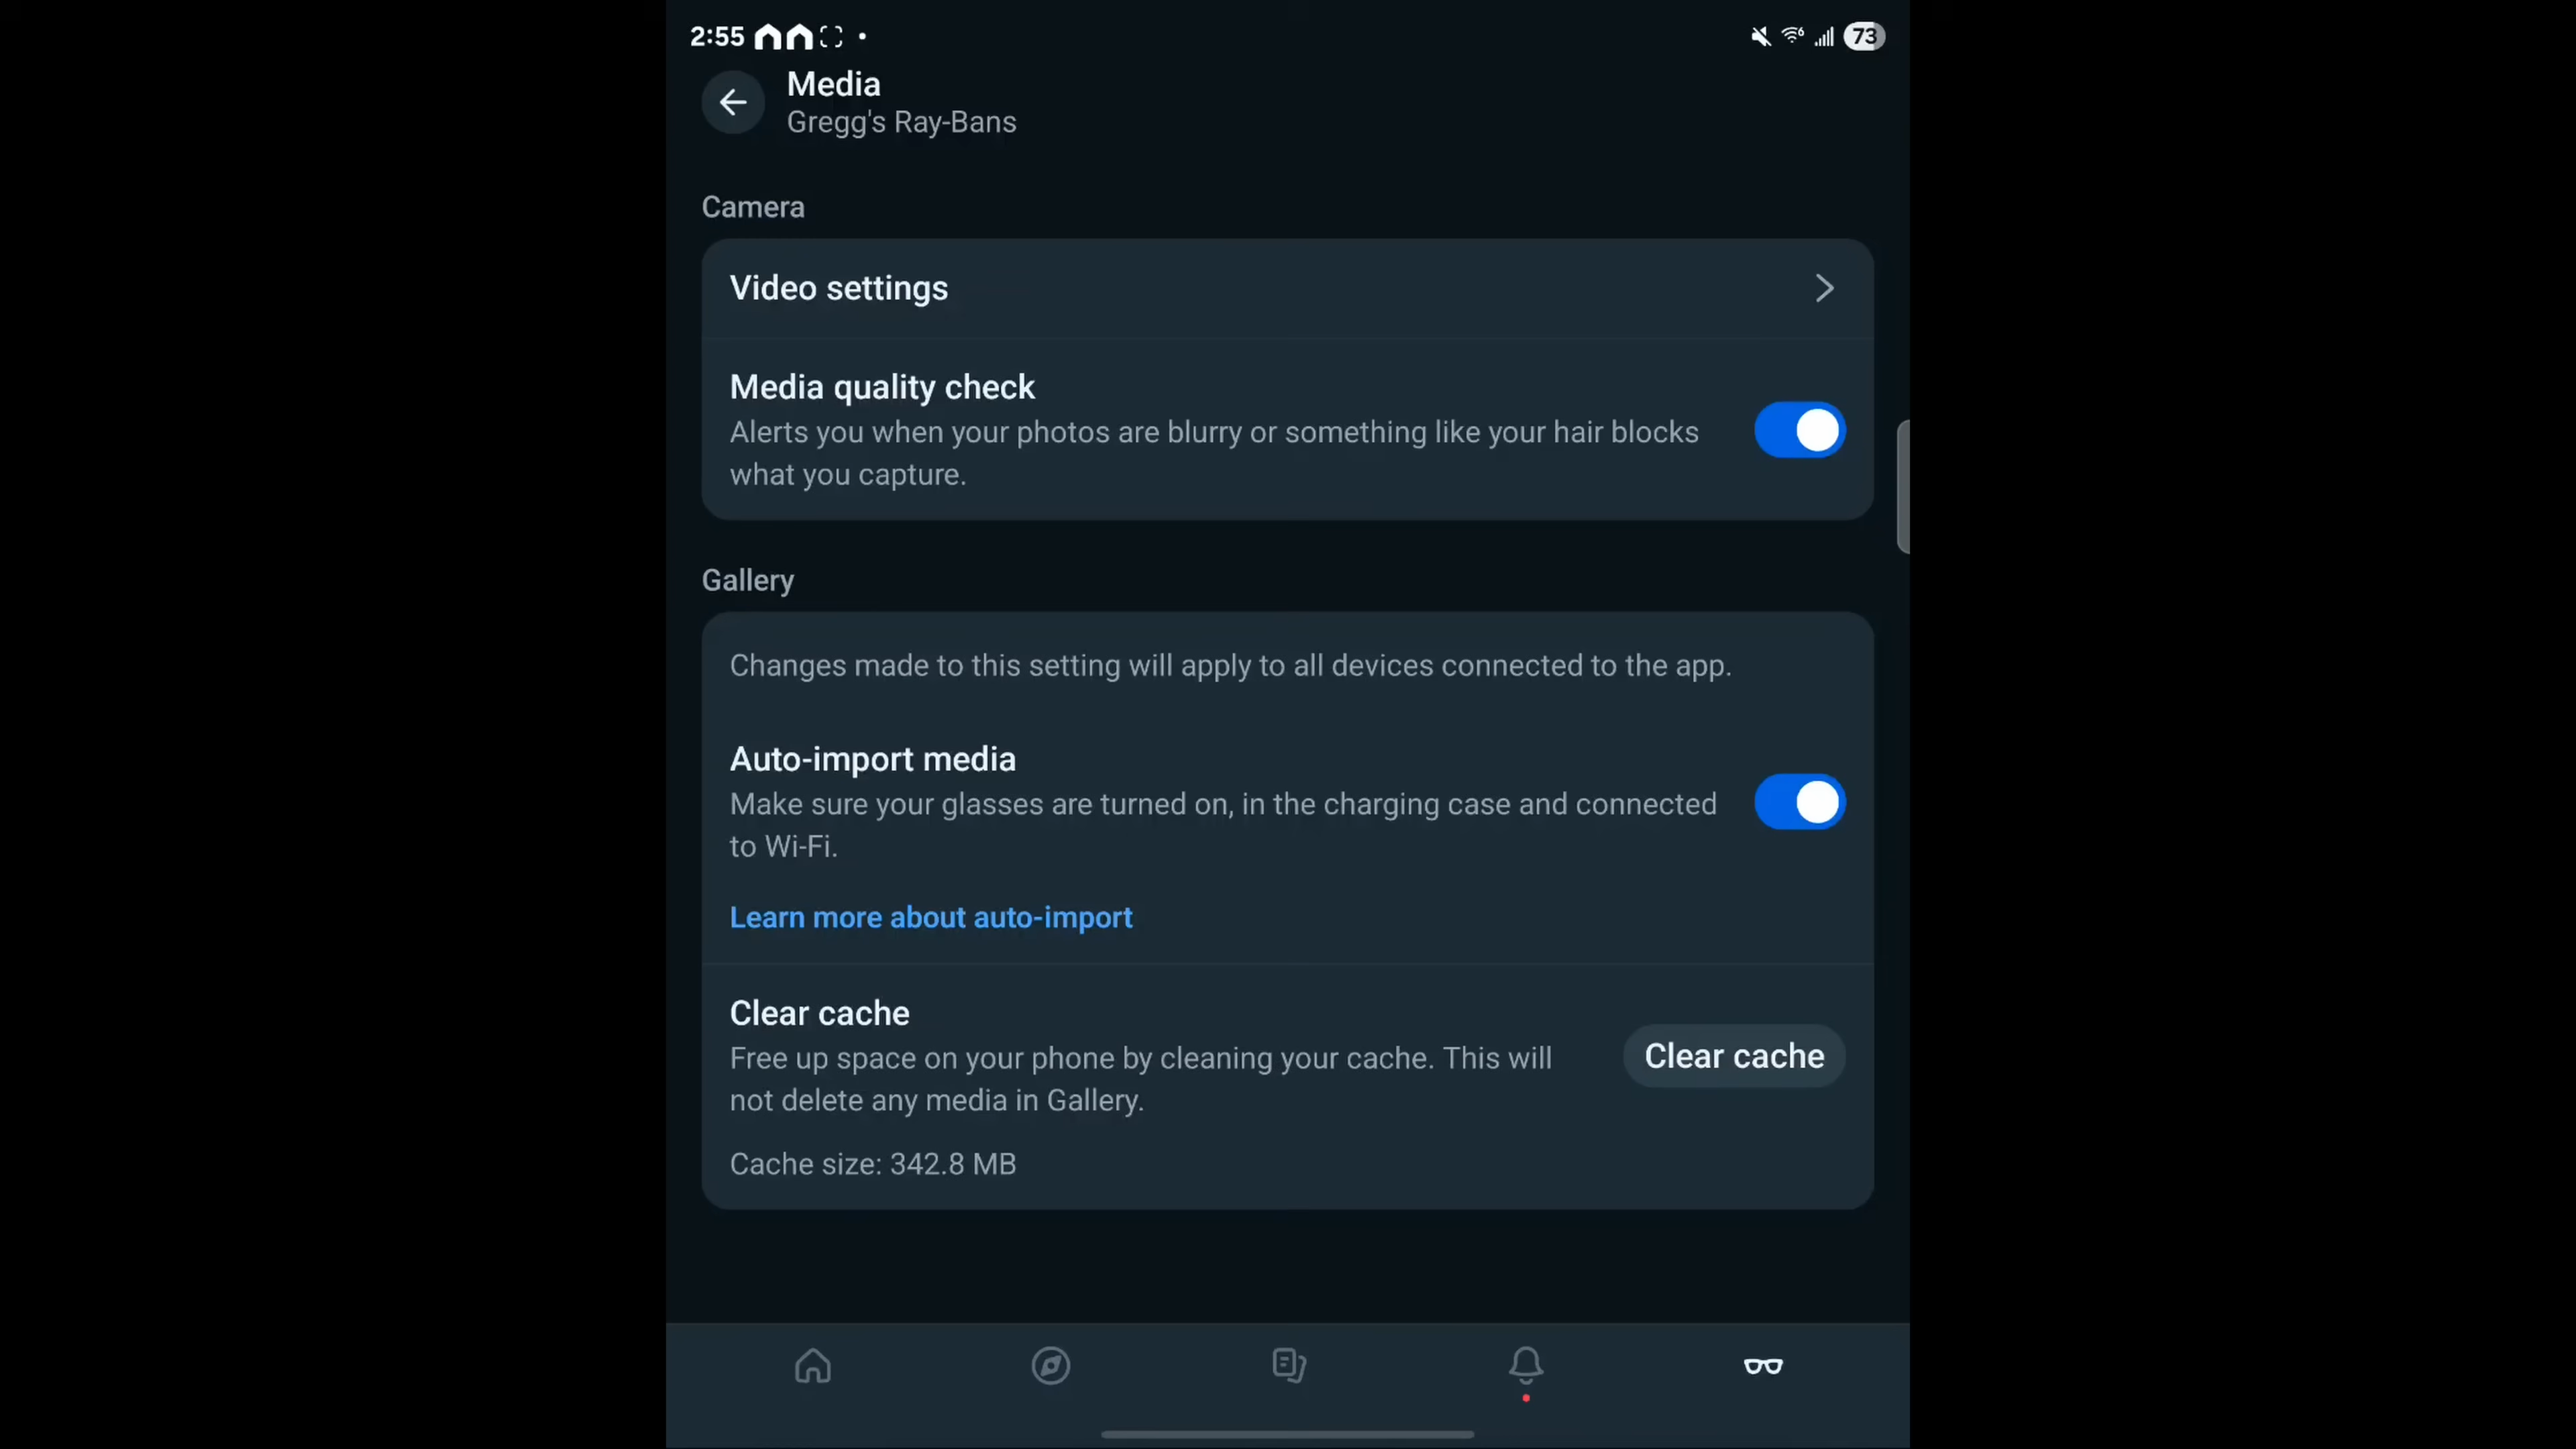 2:55
73
Media
Gregg's Ray-Bans
Camera
Video settings
Media quality check
Alerts you when your photos are blurry or something like your hair blocks
what you capture.
Gallery
Changes made to this setting will apply to all devices connected to the app.
Auto-import media
Make sure your glasses are turned on, in the charging case and connected
to Wi-Fi.
Learn more about auto-import
Clear cache
Free up space on your phone by cleaning your cache. This will
not delete any media in Gallery.
Clear cache
Cache size: 342.8 MB